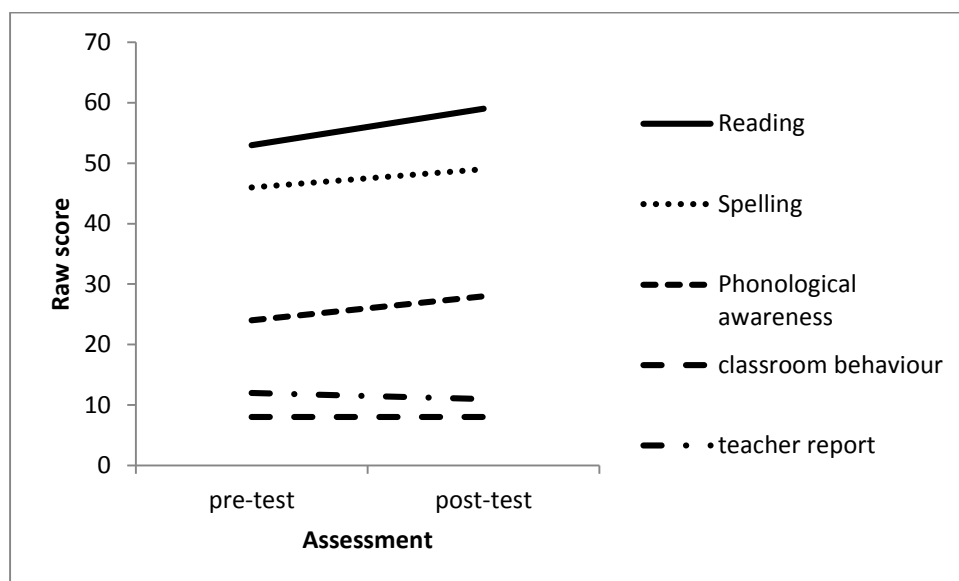 70
60
50
40
30
20
10
0
Raw score
pre-test
post-test
Assessment
Reading
Spelling
Phonological
awareness
classroom behaviour
teacher report